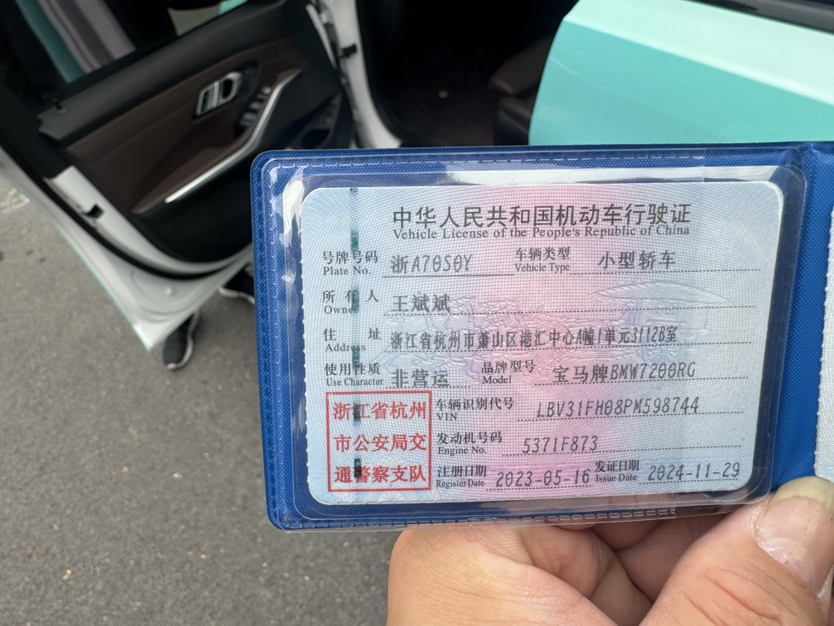 中华人民共和国机动车行驶证
Vehicle License of the People's Republic of China
号牌号码 浙A70S0Y 车辆类型 小型轿车
Plate No. Vehicle Type
所有人 王斌斌
Owner
住址 浙江省杭州市萧山区港汇中心A幢1单元3112B室
Address
使用性质 非营运 品牌型号 宝马牌BMW7200RG
Use Character Model
浙江省杭州
市公安局交
通警察支队
车辆识别代号 LBV31FH08PM598744
VIN
发动机号码 5371F873
Engine No.
注册日期 2023-05-16 发证日期 2024-11-29
Register Date Issue Date